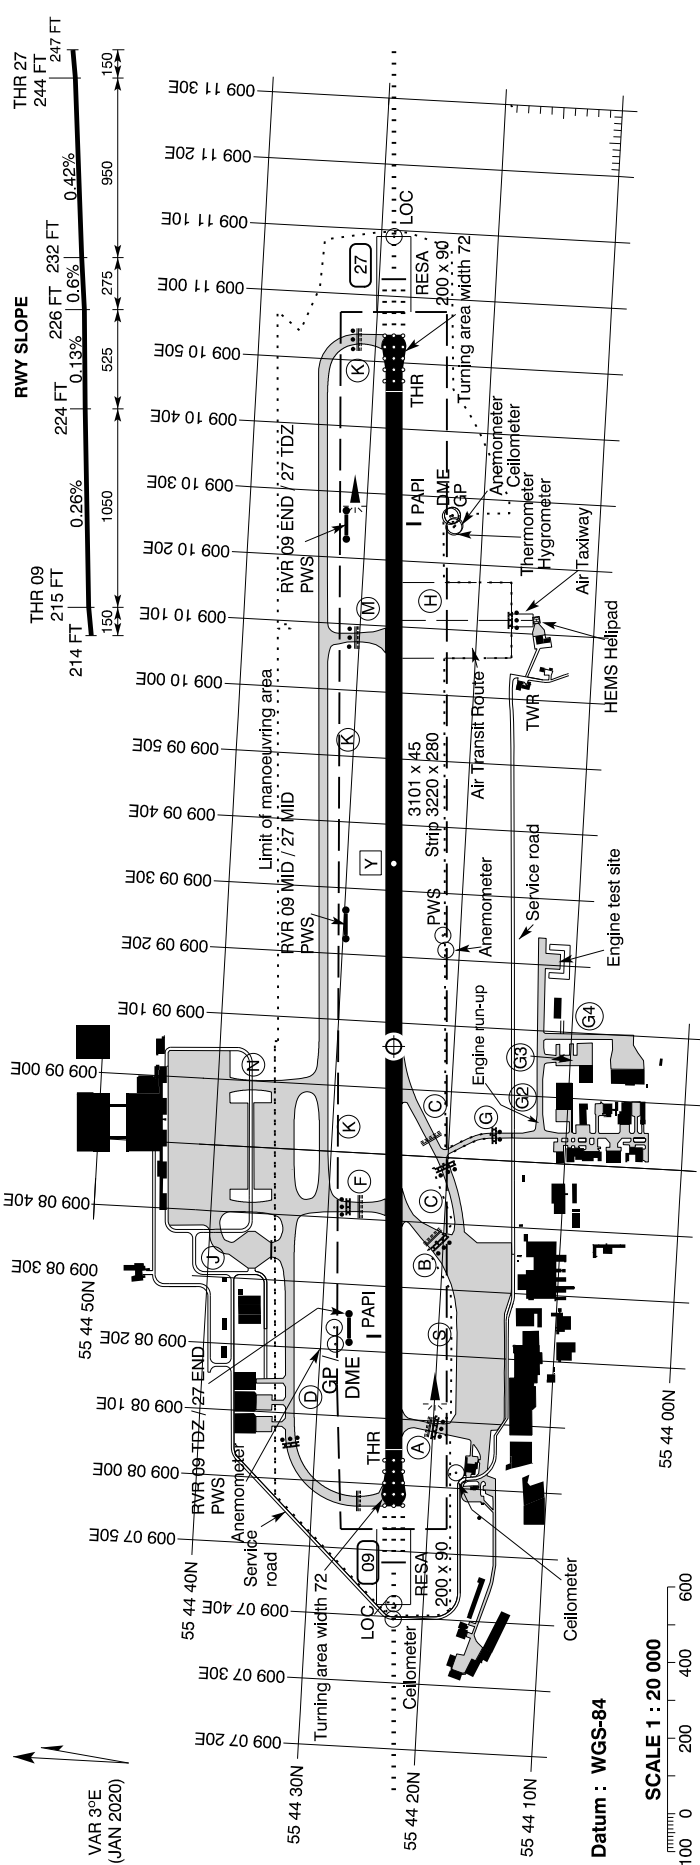 RWY SLOPE
THR 27
244 FT
247 FT
232 FT
226 FT
224 FT
THR 09
215 FT
214 FT
0.42%
0.6%
0.13%
0.26%
150
950
275
525
1050
150
009 11 30E
009 11 20E
009 11 10E
009 11 00E
009 10 50E
009 10 40E
009 10 30E
009 10 20E
009 10 10E
009 10 00E
009 09 50E
009 09 40E
009 09 30E
009 09 20E
009 09 10E
009 09 00E
009 08 40E
009 08 30E
009 08 20E
009 08 10E
009 08 00E
009 07 50E
009 07 40E
009 07 30E
009 07 20E
LOC
27
RESA
200 x 90
Turning area width 72
K
THR
RVR 09 END / 27 TDZ
PWS
PAPI
DME
GP
Anemometer
Ceilometer
Thermometer
Hygrometer
Air Taxiway
M
H
HEMS Helipad
TWR
Air Transit Route
Limit of manoeuvring area
K
3101 x 45
Strip 3220 x 280
Y
RVR 09 MID / 27 MID
PWS
PWS
Anemometer
Service road
Engine test site
Engine run-up
G4
G3
G2
G
N
C
K
F
C
B
J
S
PAPI
GP /
DME
D
A
THR
RVR 09 TDZ / 27 END
PWS
Anemometer
Service
road
09
RESA
200 x 90
LOC
Turning area width 72
Ceilometer
Ceilometer
55 44 50N
55 44 40N
55 44 30N
55 44 20N
55 44 10N
55 44 00N
VAR 3°E
(JAN 2020)
Datum : WGS-84
SCALE 1 : 20 000
100 0 200 400 600